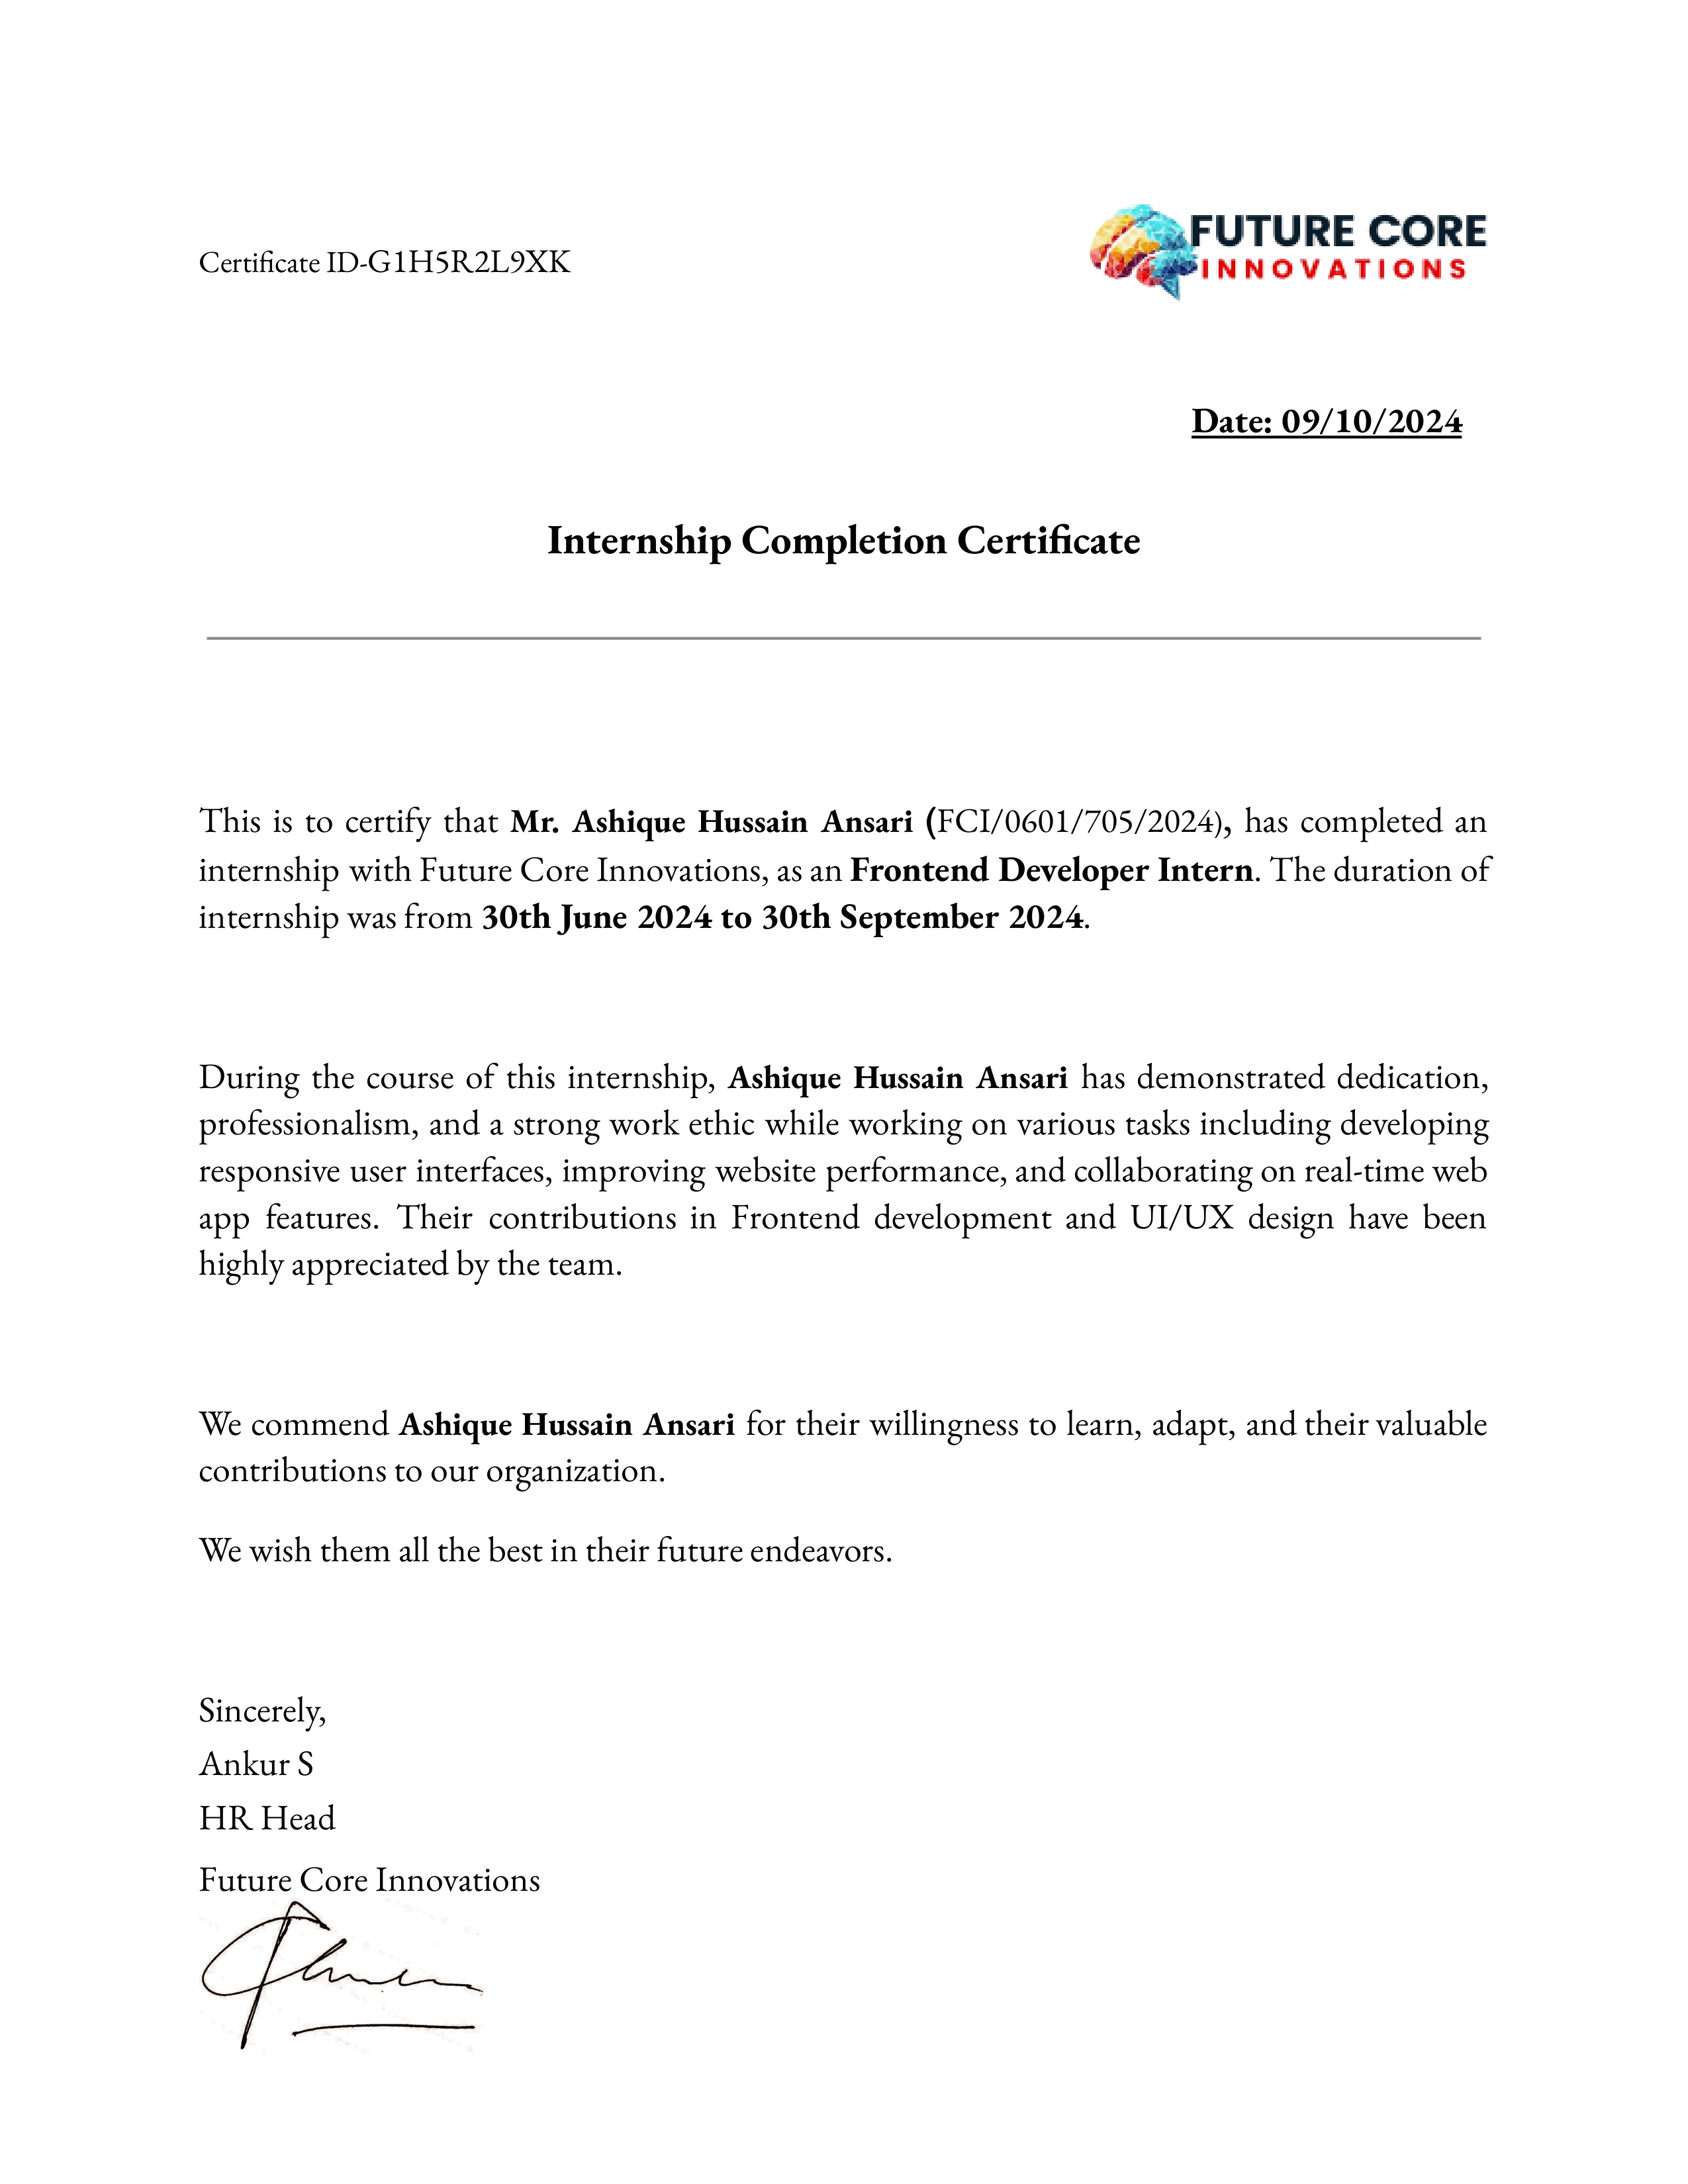 Certificate ID-G1H5R2L9XK
FUTURE CORE
INNOVATIONS
Date: 09/10/2024
Internship Completion Certificate
This is to certify that Mr. Ashique Hussain Ansari (FCI/0601/705/2024), has completed an
internship with Future Core Innovations, as an Frontend Developer Intern. The duration of
internship was from 30th June 2024 to 30th September 2024.
During the course of this internship, Ashique Hussain Ansari has demonstrated dedication,
professionalism, and a strong work ethic while working on various tasks including developing
responsive user interfaces, improving website performance, and collaborating on real-time web
app features. Their contributions in Frontend development and UI/UX design have been
highly appreciated by the team.
We commend Ashique Hussain Ansari for their willingness to learn, adapt, and their valuable
contributions to our organization.
We wish them all the best in their future endeavors.
Sincerely,
Ankur S
HR Head
Future Core Innovations